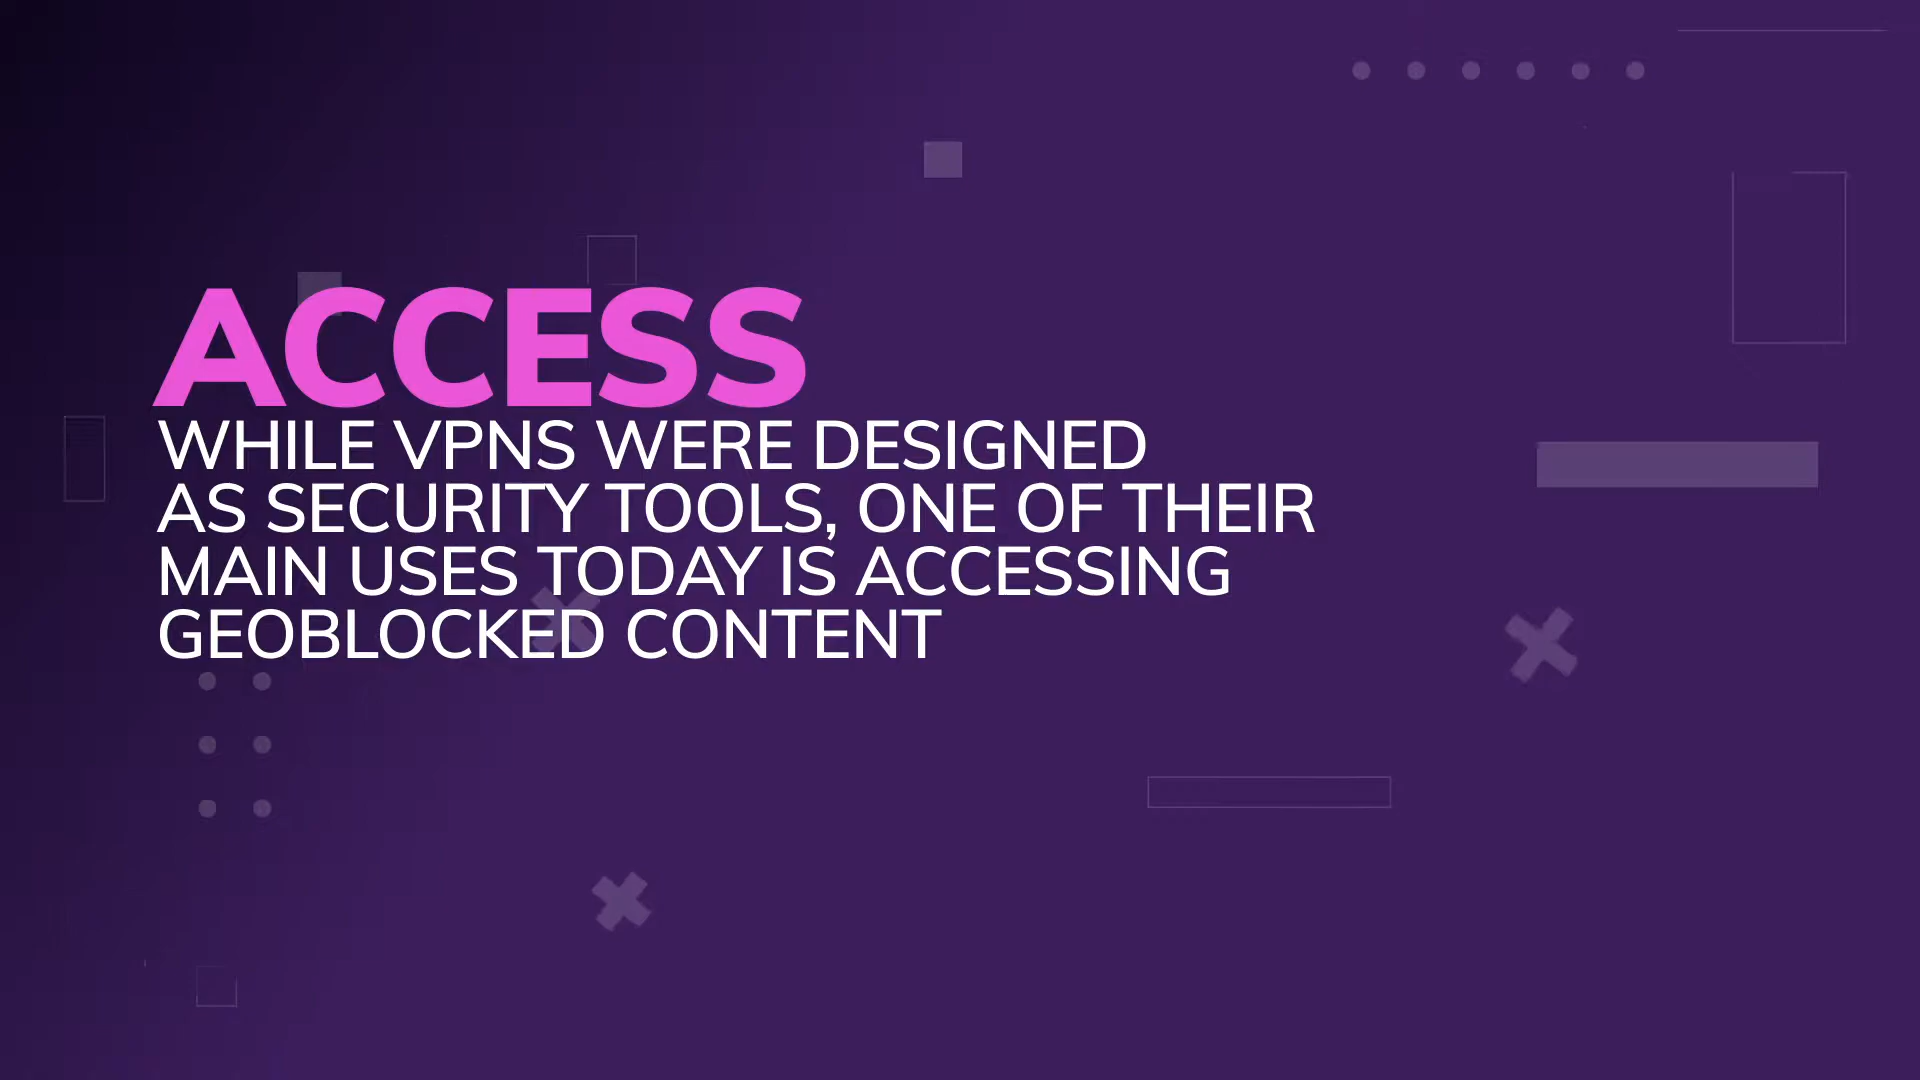 ACCESS
WHILE VPNS WERE DESIGNED
AS SECURITY TOOLS, ONE OF THEIR
MAIN USES TODAY IS ACCESSING
GEOBLOCKED CONTENT